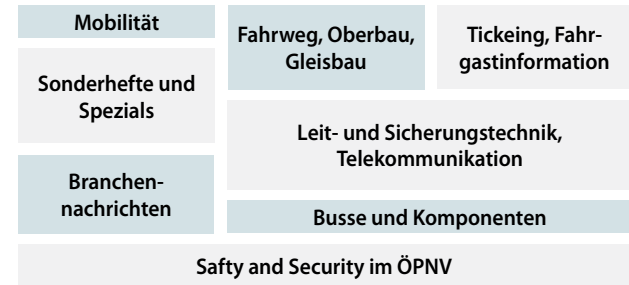 Mobilität
Fahrweg, Oberbau,
Gleisbau
Tickeing, Fahr-
gastinformation
Sonderhefte und
Spezials
Leit- und Sicherungstechnik,
Telekommunikation
Branchen-
nachrichten
Busse und Komponenten
Safty and Security im ÖPNV